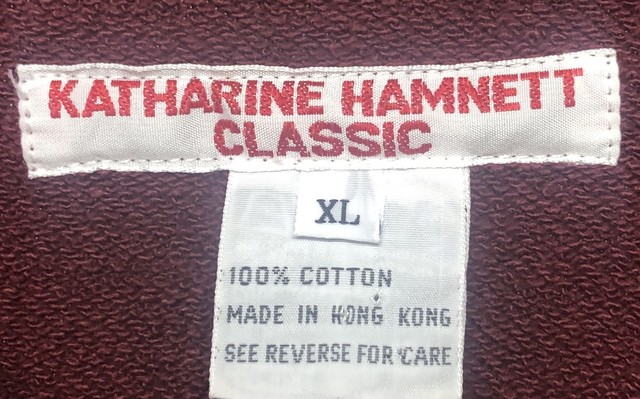 KATHARINE HAMNETT
CLASSIC
XL
100% COTTON
MADE IN HONG KONG
SEE REVERSE FOR CARE